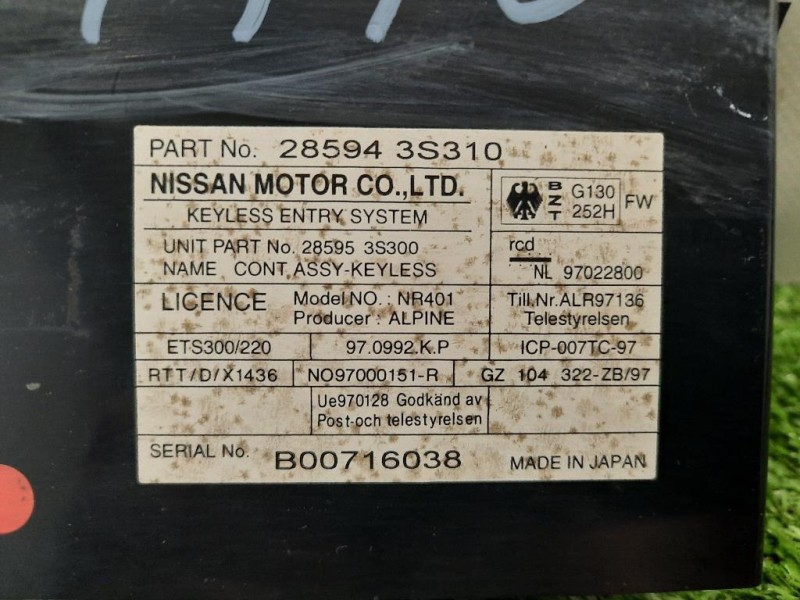 PART No. 28594 3S310
NISSAN MOTOR CO.,LTD.
KEYLESS ENTRY SYSTEM
BZT G130 252H FW
UNIT PART No. 28595 3S300
NAME CONT ASSY-KEYLESS
rcd
NL 97022800
LICENCE
Model NO. : NR401
Producer : ALPINE
Till.Nr.ALR97136
Telestyrelsen
ETS300/220
97.0992.K.P
ICP-007TC-97
RTT/D/X1436
NO97000151-R
GZ 104 322-ZB/97
Ue970128 Godkänd av
Post-och telestyrelsen
SERIAL No. B00716038
MADE IN JAPAN